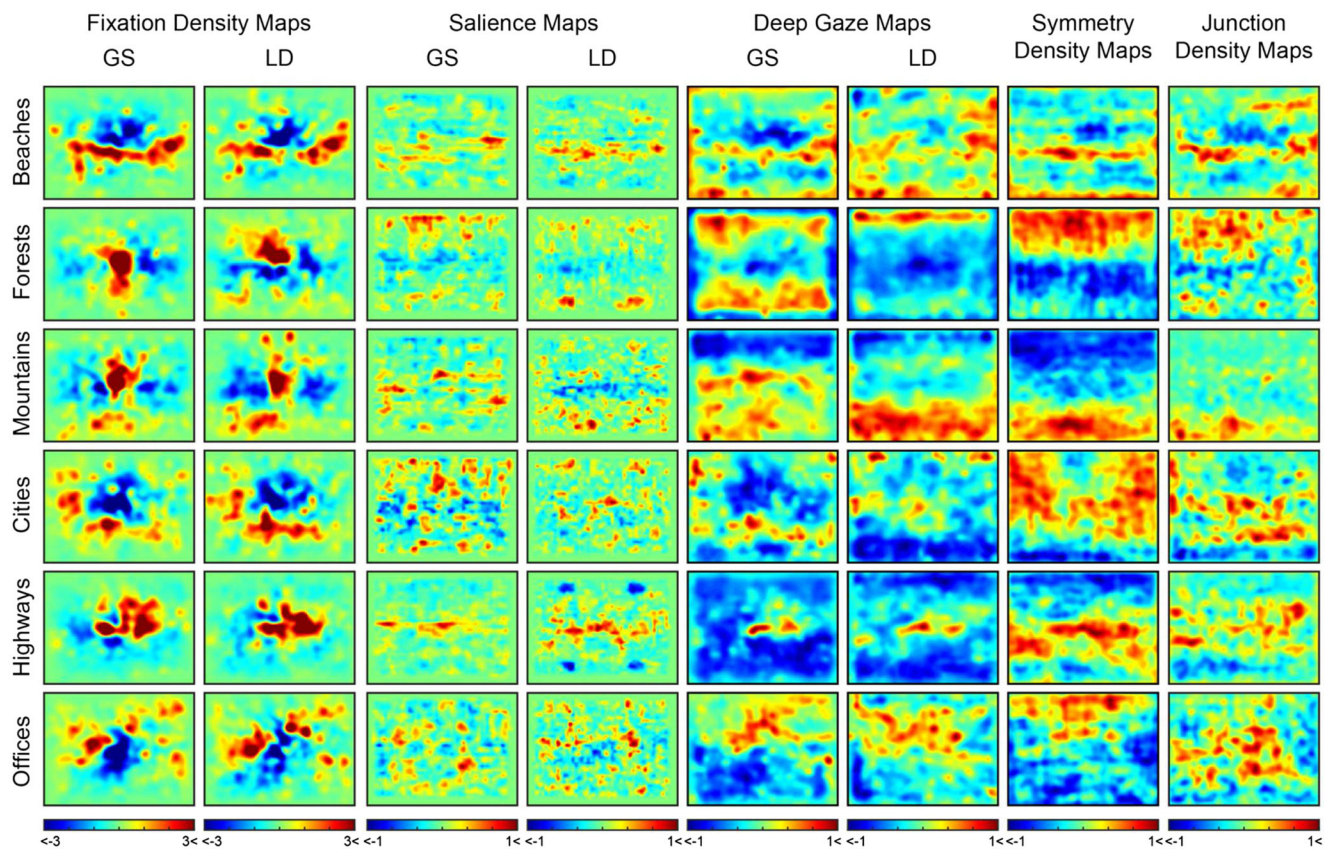 Fixation Density Maps Salience Maps Deep Gaze Maps Symmetry Density Maps Junction Density Maps
GS LD GS LD GS LD
Beaches
Forests
Mountains
Cities
Highways
Offices
<-3 3< <-3 3< <-1 1< <-1 1< <-1 1< <-1 1< <-1 1< <-1 1<